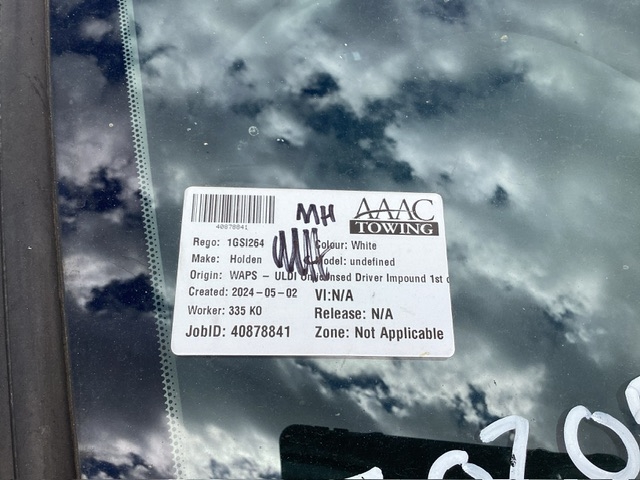 40878841
MH
AAAC
TOWING
Rego: 1GSI264
Colour: White
Make: Holden
Model: undefined
Origin: WAPS - ULDI Unlicensed Driver Impound 1st
Created: 2024-05-02
VI:N/A
Worker: 335 KO
Release: N/A
JobID: 40878841
Zone: Not Applicable